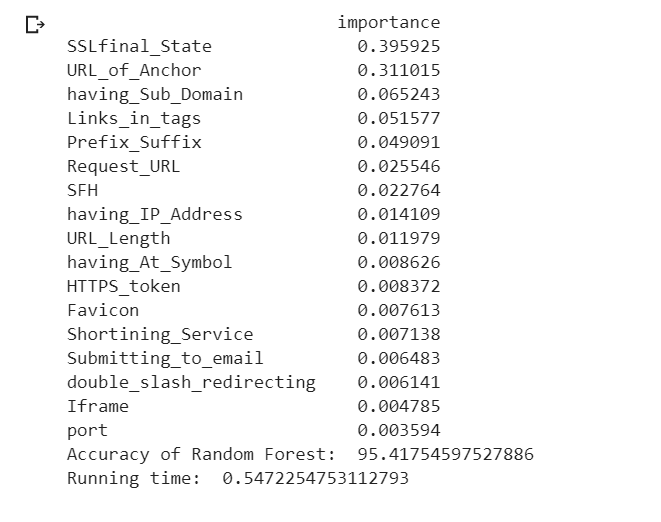 importance
SSLfinal_State 0.395925
URL_of_Anchor 0.311015
having_Sub_Domain 0.065243
Links_in_tags 0.051577
Prefix_Suffix 0.049091
Request_URL 0.025546
SFH 0.022764
having_IP_Address 0.014109
URL_Length 0.011979
having_At_Symbol 0.008626
HTTPS_token 0.008372
Favicon 0.007613
Shortining_Service 0.007138
Submitting_to_email 0.006483
double_slash_redirecting 0.006141
Iframe 0.004785
port 0.003594
Accuracy of Random Forest: 95.41754597527886
Running time: 0.5472254753112793